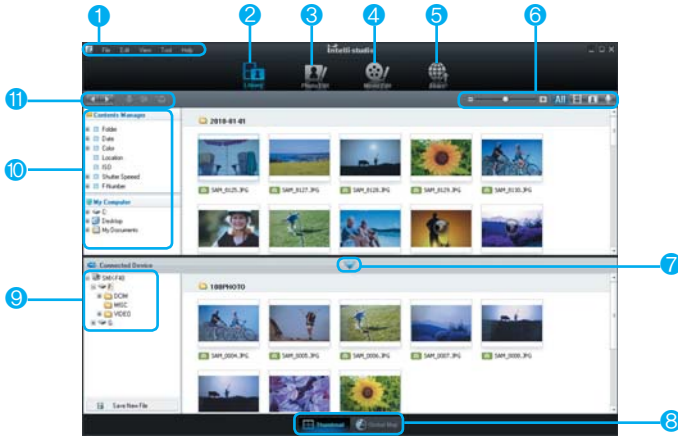 1
2
3
4
5
6
File Edit View Tool Help
Intelli-studio
Library
Photo Edit
Movie Edit
Share
11
All
Contents Manager
Folder
Date
Color
Location
ISO
Shutter Speed
F-Number
10
My Computer
C
Desktop
My Documents
2010-01-01
SAM_0125.JPG
SAM_0127.JPG
SAM_0128.JPG
SAM_0129.JPG
SAM_0130.JPG
Connected Device
7
9
SMX-F40
F
DCIM
MISC
VIDEO
G
100PHOTO
SAM_0004.JPG
SAM_0005.JPG
SAM_0006.JPG
SAM_0007.JPG
SAM_0008.JPG
Save New File
Thumbnail
Global Map
8